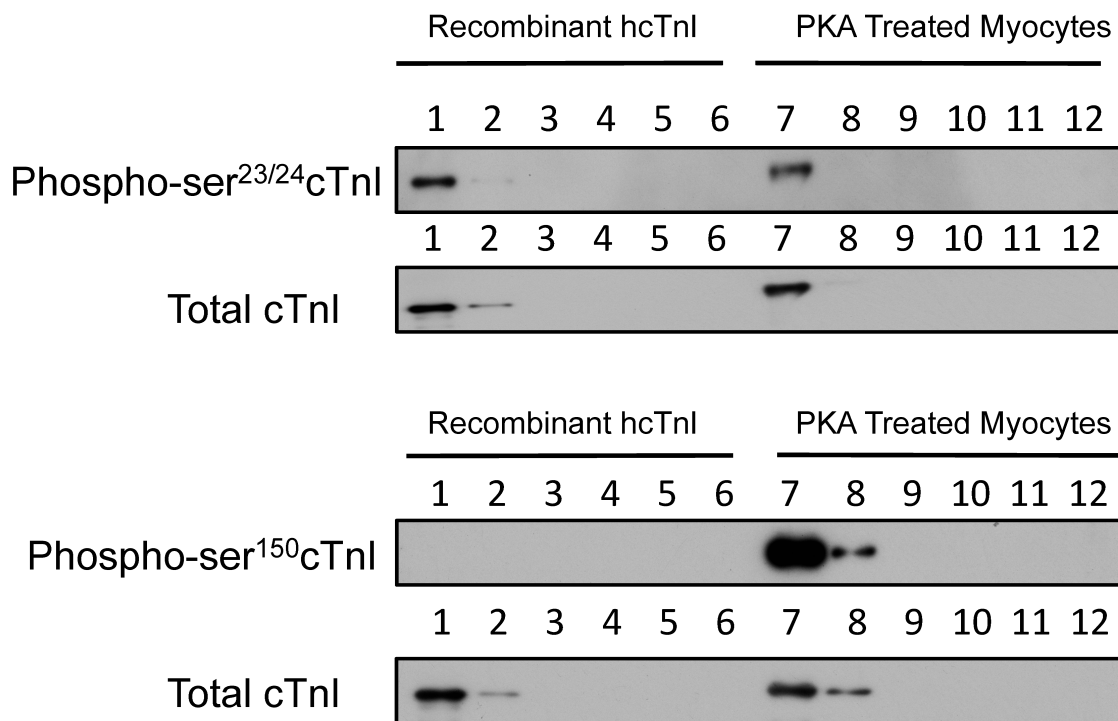 Recombinant hcTnI PKA Treated Myocytes
1 2 3 4 5 6 7 8 9 10 11 12
Phospho-ser23/24cTnI
1 2 3 4 5 6 7 8 9 10 11 12
Total cTnI
Recombinant hcTnI PKA Treated Myocytes
1 2 3 4 5 6 7 8 9 10 11 12
Phospho-ser150cTnI
1 2 3 4 5 6 7 8 9 10 11 12
Total cTnI